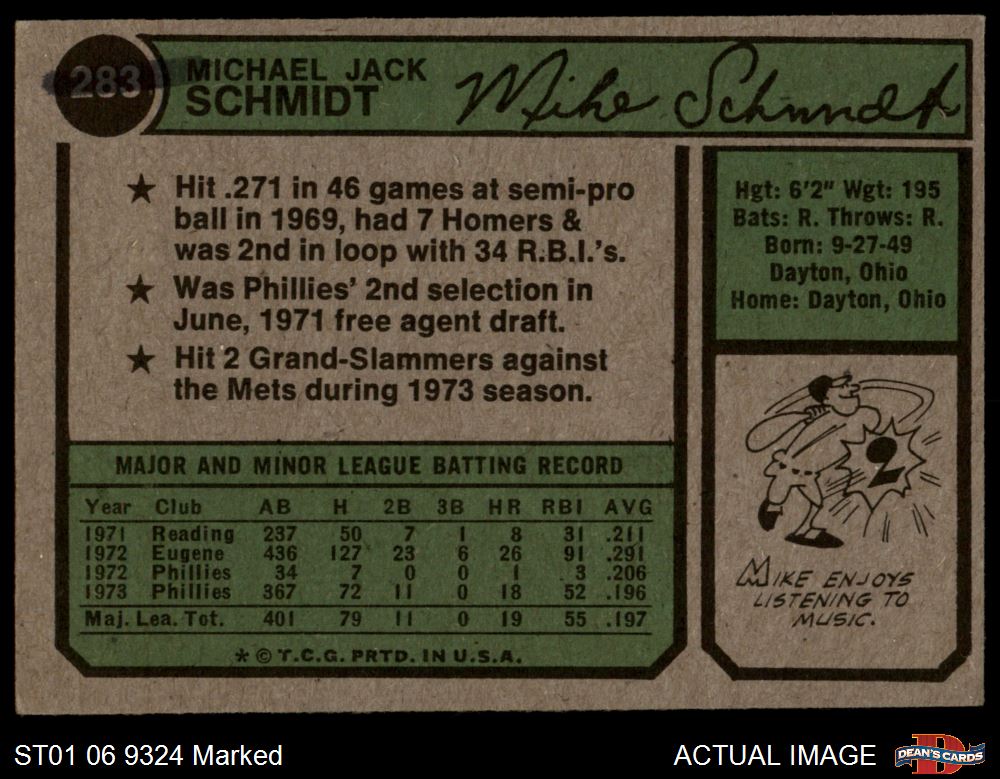 283
MICHAEL JACK
SCHMIDT
Mike Schmidt
★ Hit .271 in 46 games at semi-pro
ball in 1969, had 7 Homers &
was 2nd in loop with 34 R.B.I.'s.
★ Was Phillies' 2nd selection in
June, 1971 free agent draft.
★ Hit 2 Grand-Slammers against
the Mets during 1973 season.
Hgt: 6'2" Wgt: 195
Bats: R. Throws: R.
Born: 9-27-49
Dayton, Ohio
Home: Dayton, Ohio
2
MIKE ENJOYS
LISTENING TO
MUSIC.
MAJOR AND MINOR LEAGUE BATTING RECORD
Year Club AB H 2B 3B HR RBI AVG
1971 Reading 237 50 7 1 8 31 .211
1972 Eugene 436 127 23 6 26 91 .291
1972 Phillies 34 7 0 0 1 3 .206
1973 Phillies 367 72 11 0 18 52 .196
Maj. Lea. Tot. 401 79 11 0 19 55 .197
* © T.C.G. PRTD. IN U.S.A.
ST01 06 9324 Marked
ACTUAL IMAGE
DEAN'S CARDS